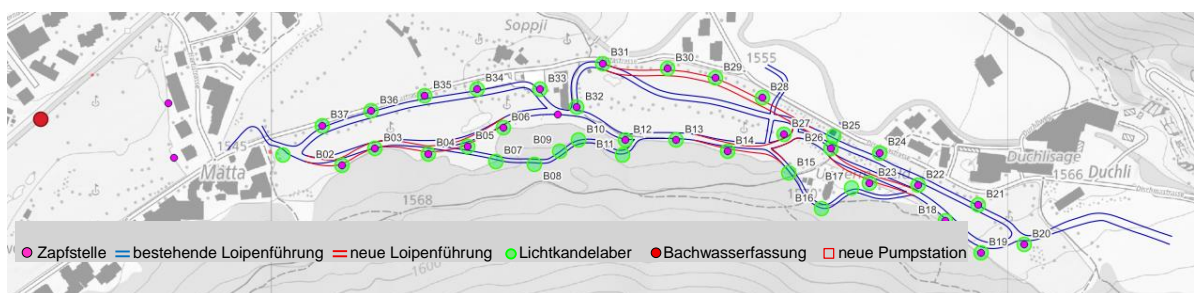 Soppji
1555
B31
B30
B29
B28
B33
B34
B35
B36
B37
B32
B06
B27
B25
B24
B10
B12
B13
B14
B26
B03
B05
B04
B09
B11
1545
B02
B07
B08
B15
Matta
Duchlisage
1566 Duchli
B17
B23
B22
B21
B16
B18
1568
B19
B20
Zapfstelle
bestehende Loipenführung
neue Loipenführung
Lichtkandelaber
Bachwasserfassung
neue Pumpstation